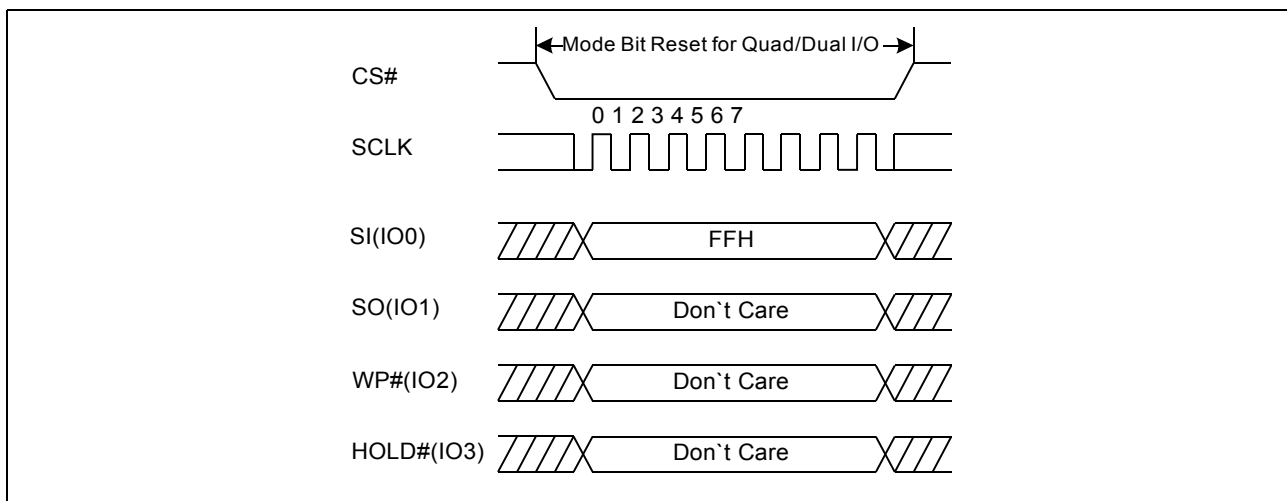 Mode Bit Reset for Quad/Dual I/O
CS#
0 1 2 3 4 5 6 7
SCLK
SI(IO0)
FFH
SO(IO1)
Don`t Care
WP#(IO2)
Don`t Care
HOLD#(IO3)
Don`t Care